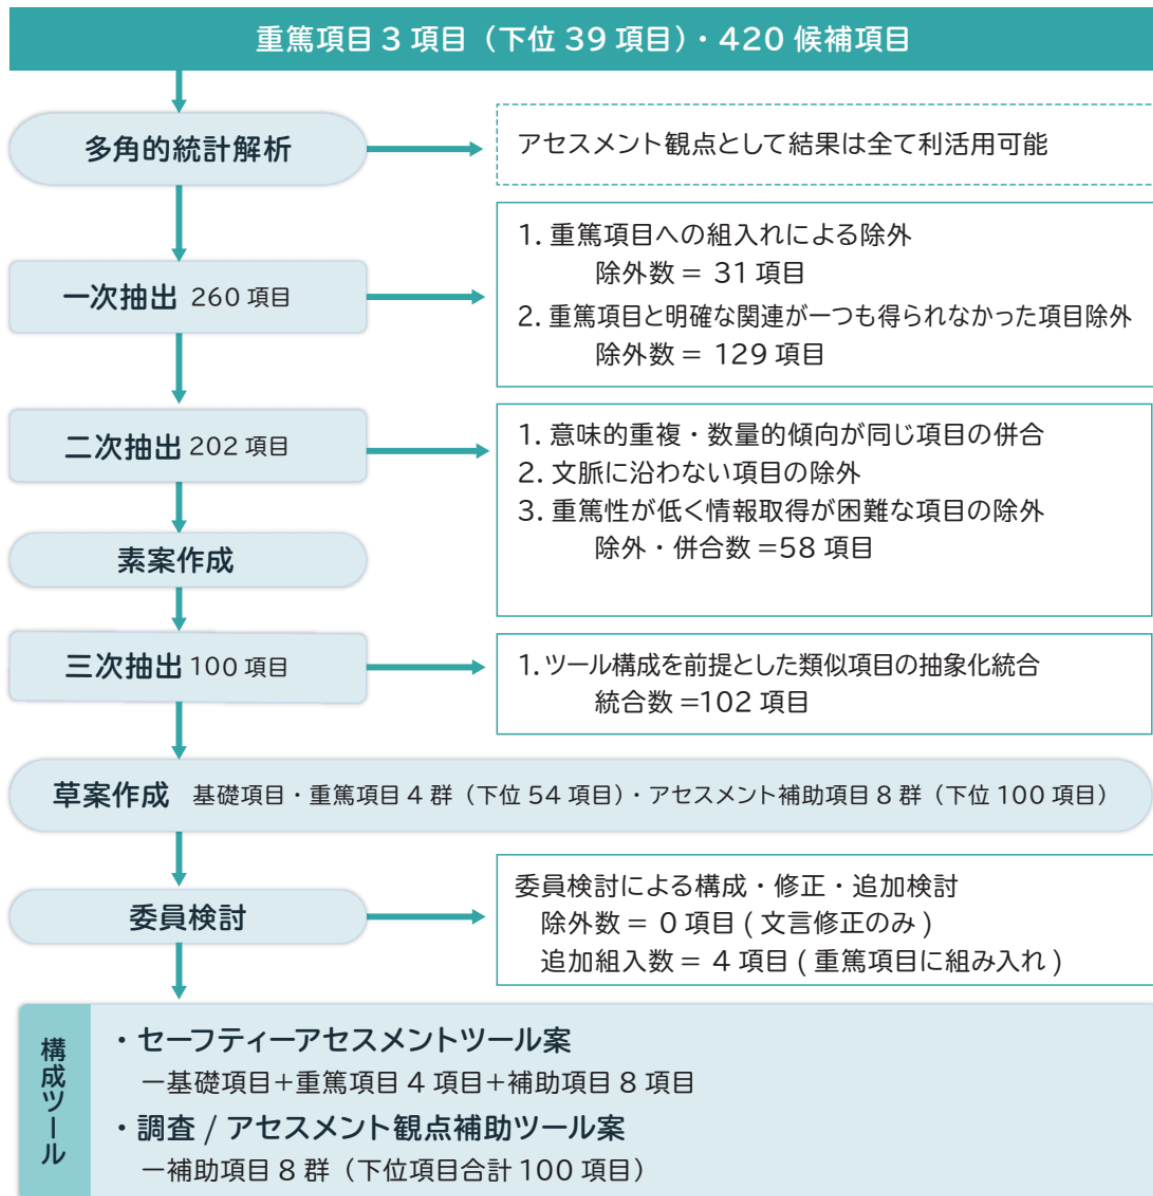 重篤項目 3 項目（下位 39 項目）・420 候補項目
多角的統計解析
アセスメント観点として結果は全て利活用可能
一次抽出 260 項目
1. 重篤項目への組入れによる除外
除外数 = 31 項目
2. 重篤項目と明確な関連が一つも得られなかった項目除外
除外数 = 129 項目
二次抽出 202 項目
1. 意味的重複・数量的傾向が同じ項目の併合
2. 文脈に沿わない項目の除外
3. 重篤性が低く情報取得が困難な項目の除外
除外・併合数 =58 項目
素案作成
三次抽出 100 項目
1. ツール構成を前提とした類似項目の抽象化統合
統合数 =102 項目
草案作成 基礎項目・重篤項目 4 群（下位 54 項目）・アセスメント補助項目 8 群（下位 100 項目）
委員検討
委員検討による構成・修正・追加検討
除外数 = 0 項目 ( 文言修正のみ )
追加組入数 = 4 項目 ( 重篤項目に組み入れ )
構成ツール
・セーフティーアセスメントツール案
ー基礎項目＋重篤項目 4 項目＋補助項目 8 項目
・調査 / アセスメント観点補助ツール案
ー補助項目 8 群（下位項目合計 100 項目）